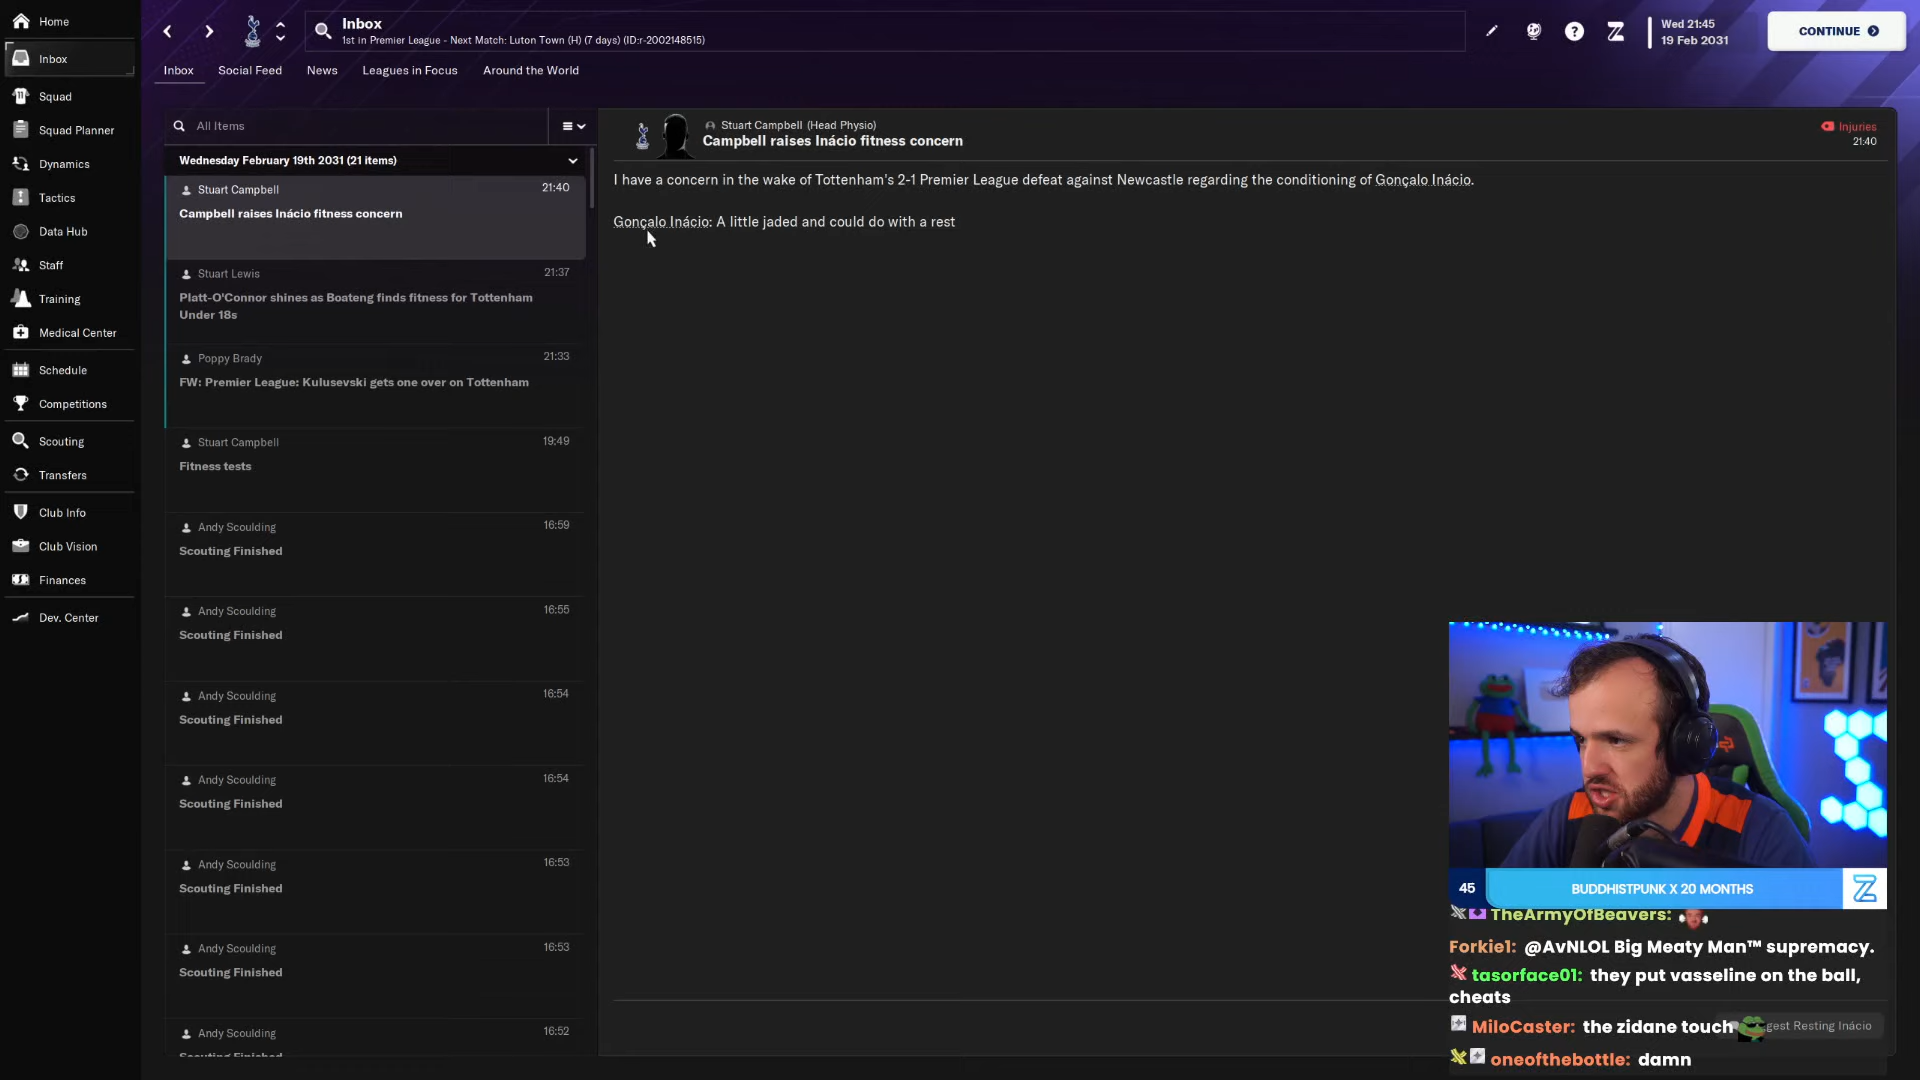 Home
Inbox
Squad
Squad Planner
Dynamics
Tactics
Data Hub
Staff
Training
Medical Center
Schedule
Competitions
Scouting
Transfers
Club Info
Club Vision
Finances
Dev. Center
Inbox
1st in Premier League - Next Match: Luton Town (H) (7 days) (ID:r-2002148515)
Wed 21:45
19 Feb 2031
CONTINUE
Inbox
Social Feed
News
Leagues in Focus
Around the World
All Items
Wednesday February 19th 2031 (21 items)
Stuart Campbell
21:40
Campbell raises Inácio fitness concern
Stuart Lewis
21:37
Platt-O'Connor shines as Boateng finds fitness for Tottenham
Under 18s
Poppy Brady
21:33
FW: Premier League: Kulusevski gets one over on Tottenham
Stuart Campbell
19:49
Fitness tests
Andy Scoulding
16:59
Scouting Finished
Andy Scoulding
16:55
Scouting Finished
Andy Scoulding
16:54
Scouting Finished
Andy Scoulding
16:54
Scouting Finished
Andy Scoulding
16:53
Scouting Finished
Andy Scoulding
16:53
Scouting Finished
Andy Scoulding
16:52
Scouting Finished
Stuart Campbell (Head Physio)
Campbell raises Inácio fitness concern
Injuries
21:40
I have a concern in the wake of Tottenham's 2-1 Premier League defeat against Newcastle regarding the conditioning of Gonçalo Inácio.
Gonçalo Inácio: A little jaded and could do with a rest
45
BUDDHISTPUNK X 20 MONTHS
TheArmyOfBeavers:
Forkie1: @AvNLOL Big Meaty Man™ supremacy.
tasorface01: they put vasseline on the ball,
cheats
MiloCaster: the zidane touch
Resting Inácio
oneofthebottle: damn